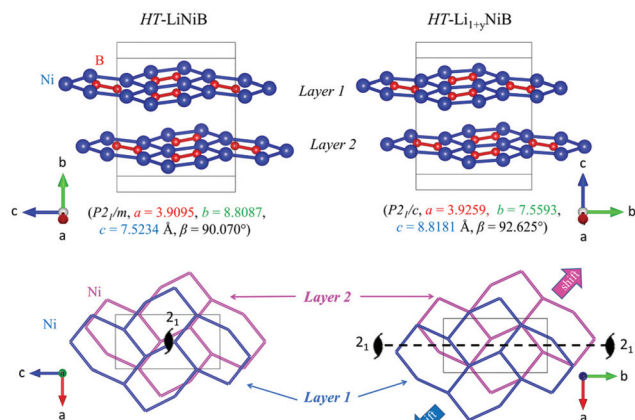 HT-LiNiB
HT-Li1+yNiB
B
Ni
Layer 1
Layer 2
b
c
a
c
b
a
(P21/m, a = 3.9095, b = 8.8087,
c = 7.5234 Å, β = 90.070°)
(P21/c, a = 3.9259, b = 7.5593,
c = 8.8181 Å, β = 92.625°)
Ni
Layer 2
shift
Ni
21
21
21
c
a
a
Layer 1
b
a
shift